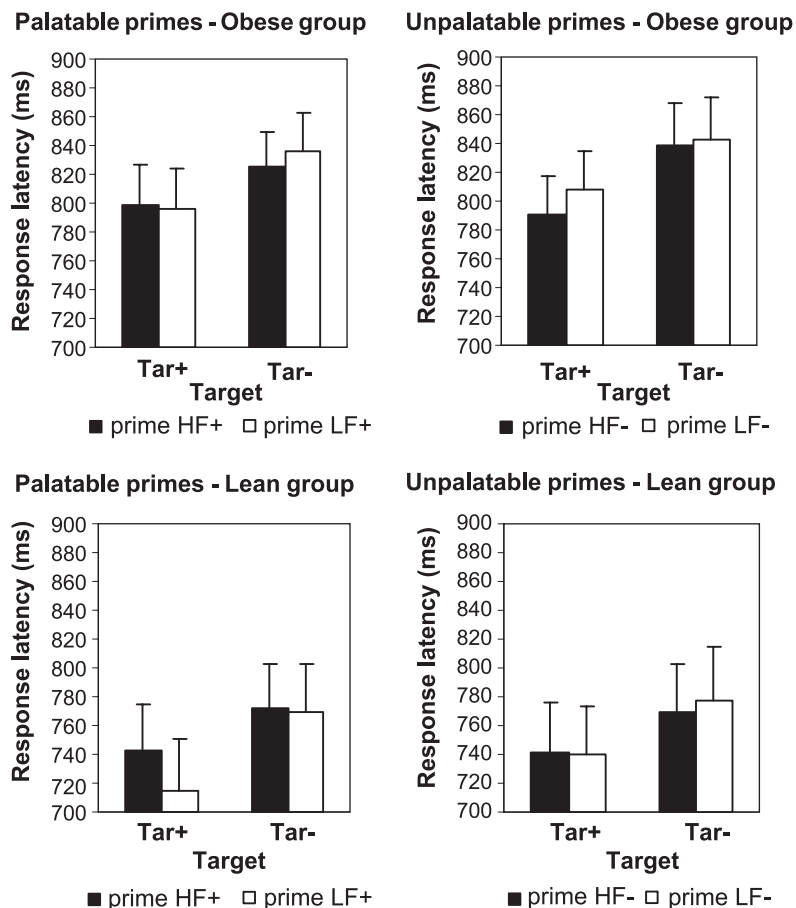 Palatable primes - Obese group
Response latency (ms)
900
880
860
840
820
800
780
760
740
720
700
Tar+ Tar-
Target
■ prime HF+ □ prime LF+
Unpalatable primes - Obese group
Response latency (ms)
900
880
860
840
820
800
780
760
740
720
700
Tar+ Tar-
Target
■ prime HF- □ prime LF-
Palatable primes - Lean group
Response latency (ms)
900
880
860
840
820
800
780
760
740
720
700
Tar+ Tar-
Target
■ prime HF+ □ prime LF+
Unpalatable primes - Lean group
Response latency (ms)
900
880
860
840
820
800
780
760
740
720
700
Tar+ Tar-
Target
■ prime HF- □ prime LF-